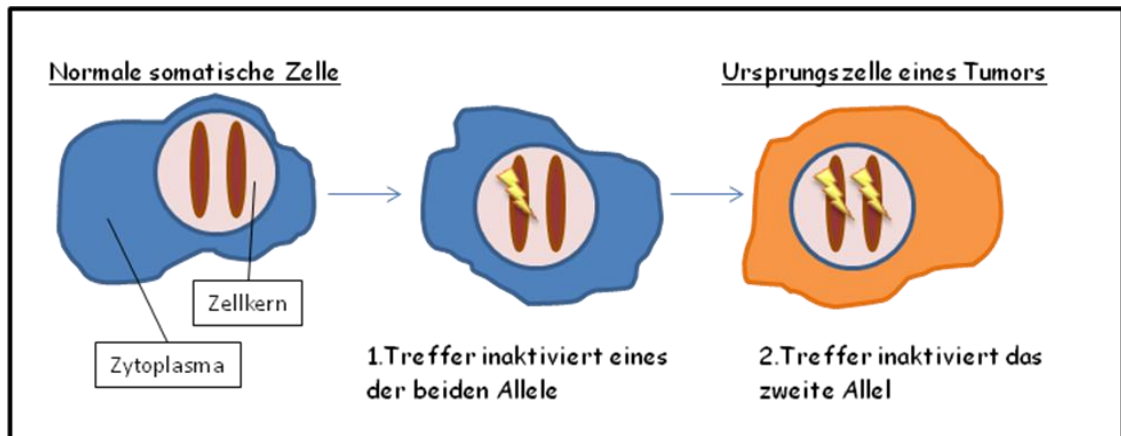 Normale somatische Zelle
Ursprungszelle eines Tumors
Zellkern
Zytoplasma
1.Treffer inaktiviert eines
der beiden Allele
2.Treffer inaktiviert das
zweite Allel